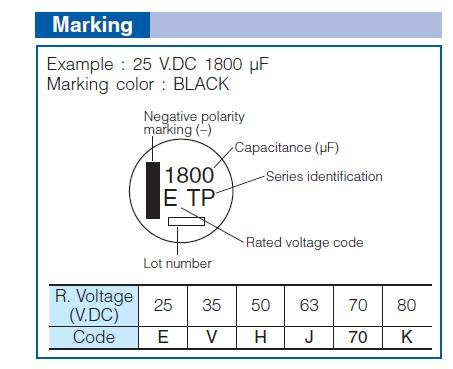 Marking
Example : 25 V.DC 1800 µF
Marking color : BLACK
Negative polarity
marking (–)
Capacitance (µF)
1800
Series identification
E TP
Rated voltage code
Lot number
R. Voltage
(V.DC) 25 35 50 63 70 80
Code E V H J 70 K